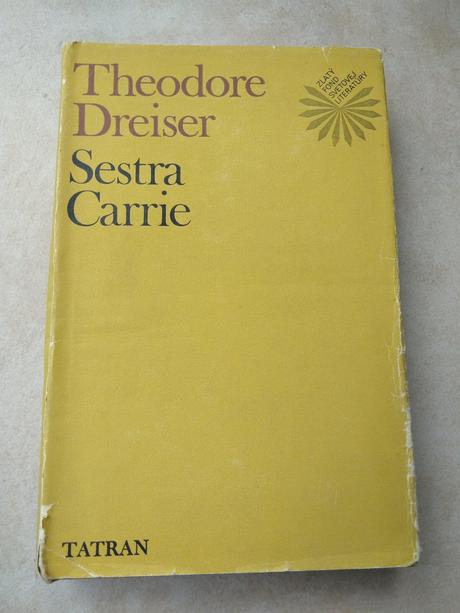 Theodore
Dreiser
Sestra
Carrie
ZLATÝ
FOND
SVETOVEJ
LITERATÚRY
TATRAN